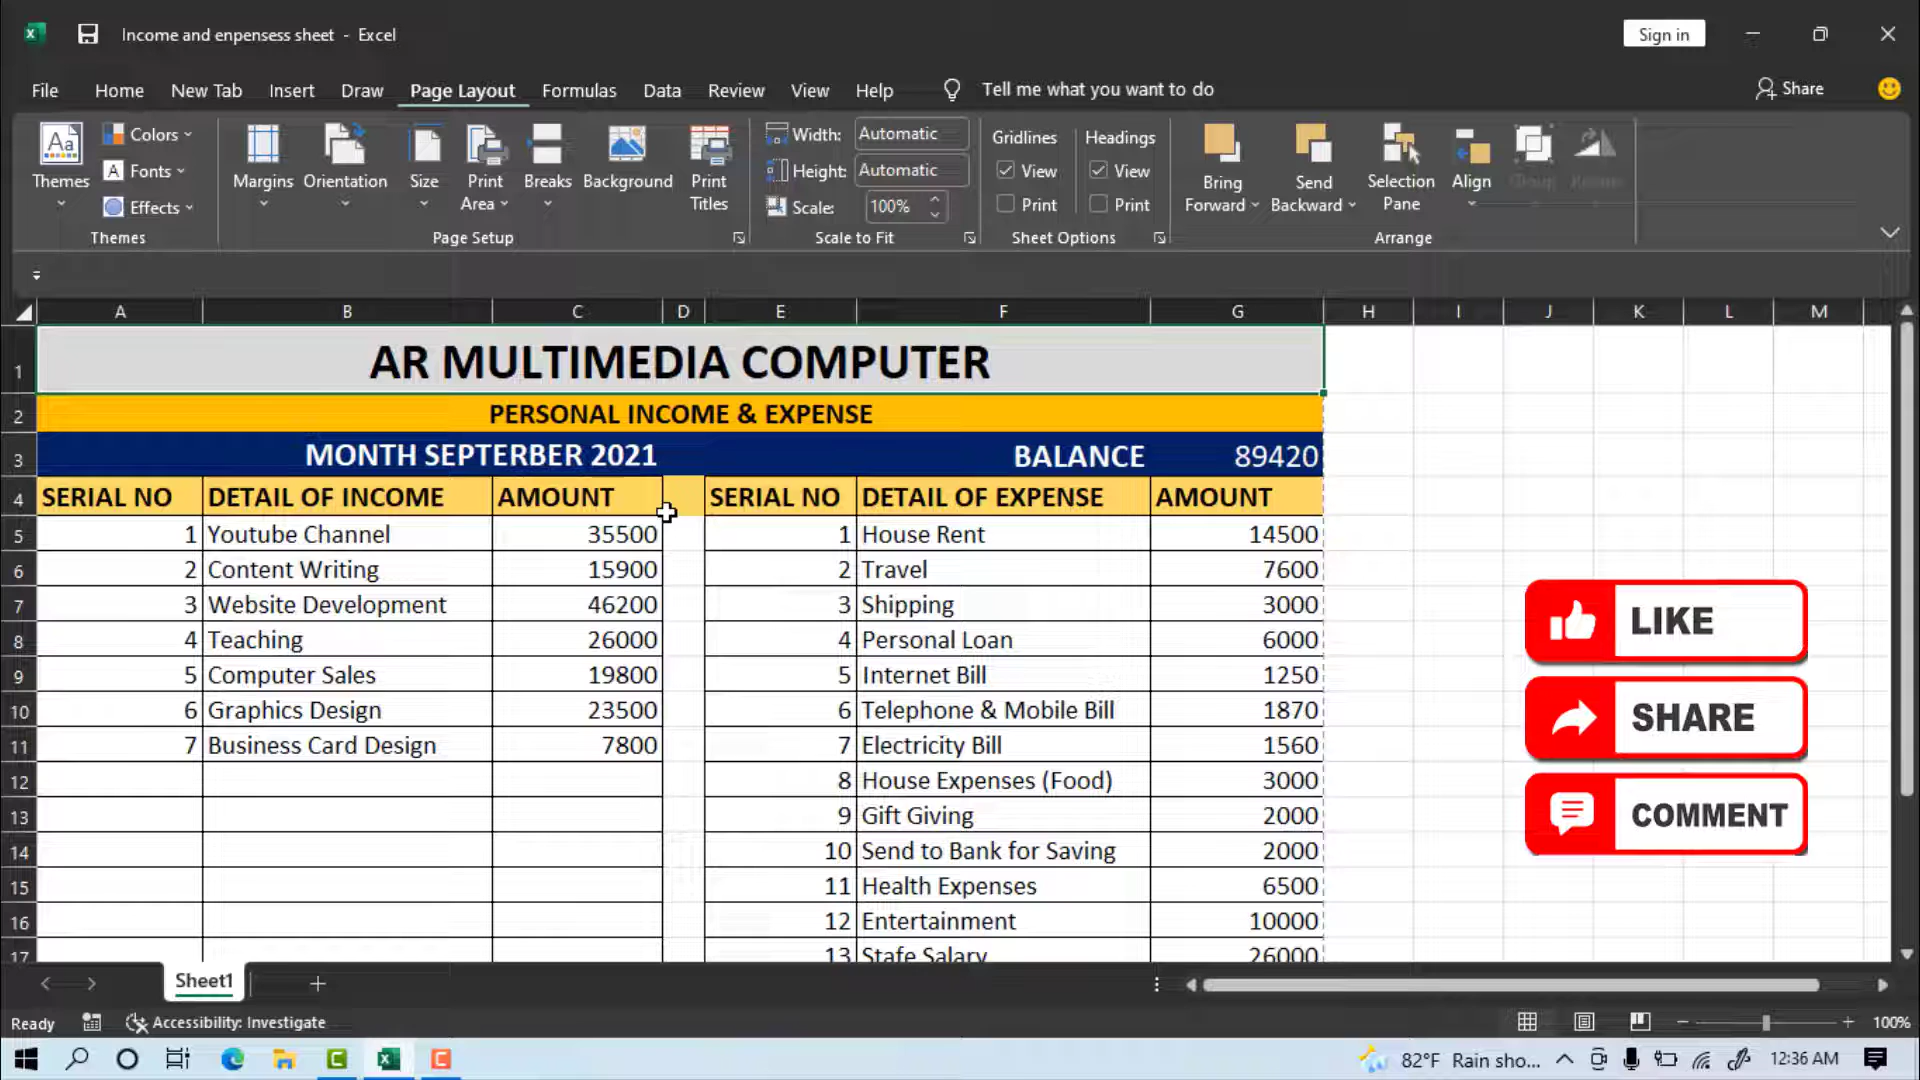 Income and enpensess sheet - Excel
Sign in
File Home New Tab Insert Draw Page Layout Formulas Data Review View Help Tell me what you want to do Share
Themes Colors Fonts Effects
Themes
Margins Orientation Size Print Area Breaks Background Print Titles
Page Setup
Width: Automatic
Height: Automatic
Scale: 100%
Scale to Fit
Gridlines Headings
View View
Print Print
Sheet Options
Bring Forward Send Backward Selection Pane Align Group Rotate
Arrange
A B C D E F G H I J K L M
1 AR MULTIMEDIA COMPUTER
2 PERSONAL INCOME & EXPENSE
3 MONTH SEPTERBER 2021 BALANCE 89420
4 SERIAL NO DETAIL OF INCOME AMOUNT SERIAL NO DETAIL OF EXPENSE AMOUNT
5 1 Youtube Channel 35500 1 House Rent 14500
6 2 Content Writing 15900 2 Travel 7600
7 3 Website Development 46200 3 Shipping 3000
8 4 Teaching 26000 4 Personal Loan 6000
9 5 Computer Sales 19800 5 Internet Bill 1250
10 6 Graphics Design 23500 6 Telephone & Mobile Bill 1870
11 7 Business Card Design 7800 7 Electricity Bill 1560
12 8 House Expenses (Food) 3000
13 9 Gift Giving 2000
14 10 Send to Bank for Saving 2000
15 11 Health Expenses 6500
16 12 Entertainment 10000
17 13 Stafe Salary 26000
LIKE
SHARE
COMMENT
Sheet1
Ready Accessibility: Investigate 100%
82°F Rain sho... 12:36 AM